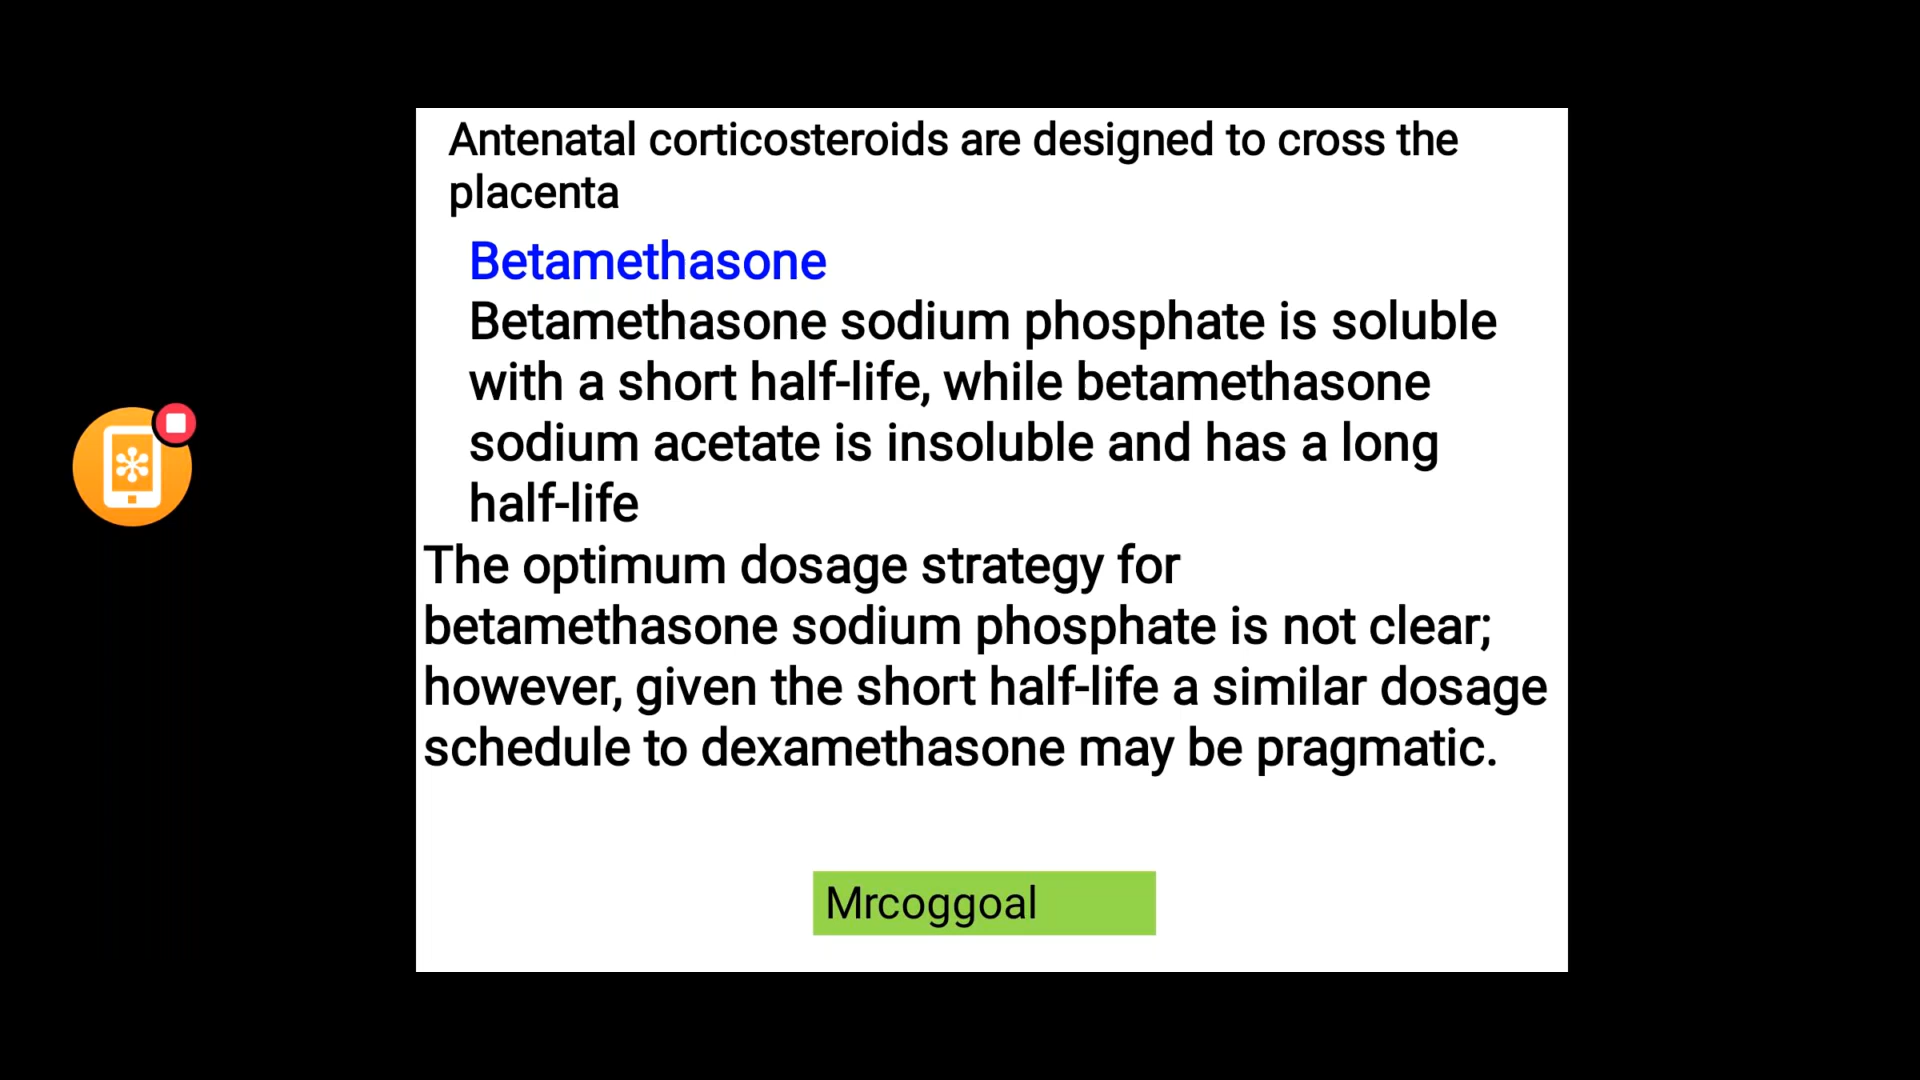 Antenatal corticosteroids are designed to cross the
placenta
Betamethasone
Betamethasone sodium phosphate is soluble
with a short half-life, while betamethasone
sodium acetate is insoluble and has a long
half-life
The optimum dosage strategy for
betamethasone sodium phosphate is not clear;
however, given the short half-life a similar dosage
schedule to dexamethasone may be pragmatic.
Mrcoggoal